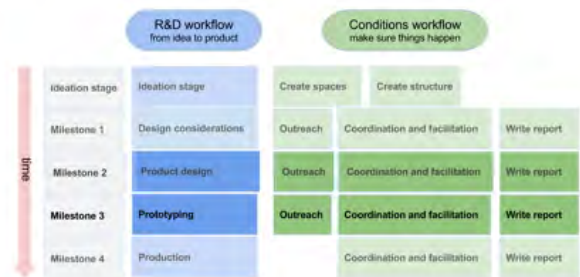 R&D workflow
from idea to product
Conditions workflow
make sure things happen
time
Ideation stage Ideation stage Create spaces Create structure
Milestone 1 Design considerations Outreach Coordination and facilitation Write report
Milestone 2 Product design Outreach Coordination and facilitation Write report
Milestone 3 Prototyping Outreach Coordination and facilitation Write report
Milestone 4 Production Coordination and facilitation Write report